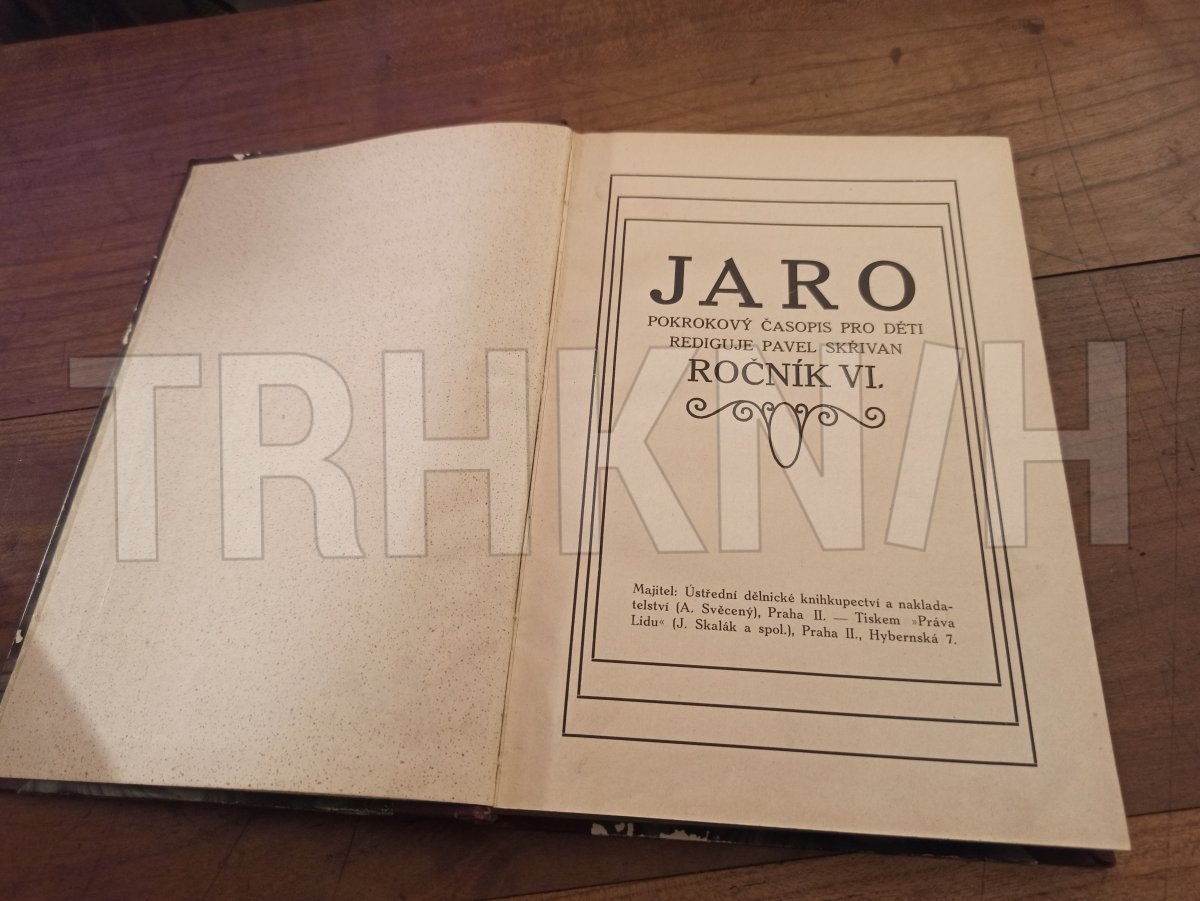 JARO
POKROKOVÝ ČASOPIS PRO DĚTI
REDIGUJE PAVEL SKŘIVAN
ROČNÍK VI.
TRHKNIH
Majitel: Ústřední dělnické knihkupectví a naklada-
telství (A. Svěcený), Praha II. — Tiskem »Práva
Lidu« (J. Skalák a spol.), Praha II., Hybernská 7.